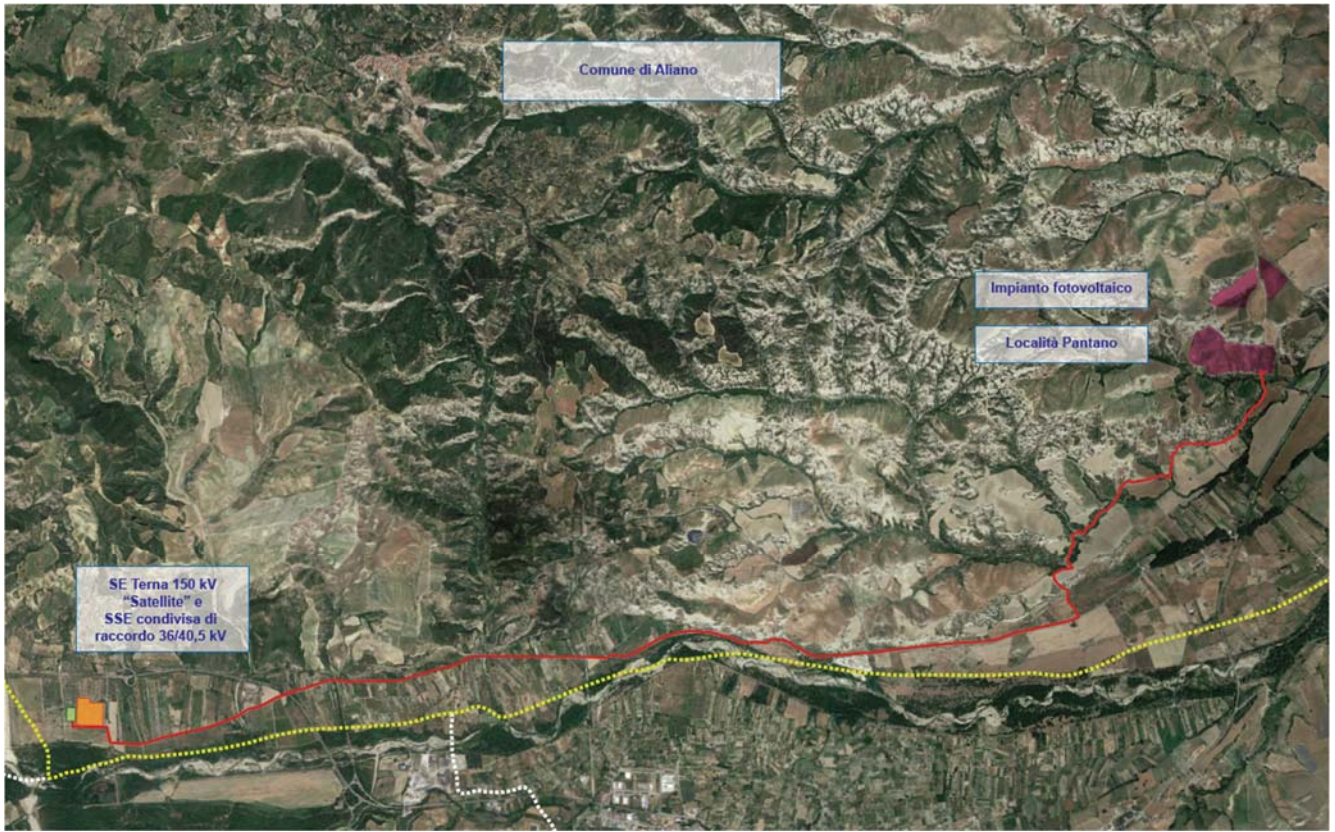 Comune di Aliano
Impianto fotovoltaico
Località Pantano
SE Terna 150 kV
“Satellite” e
SSE condivisa di
raccordo 36/40,5 kV